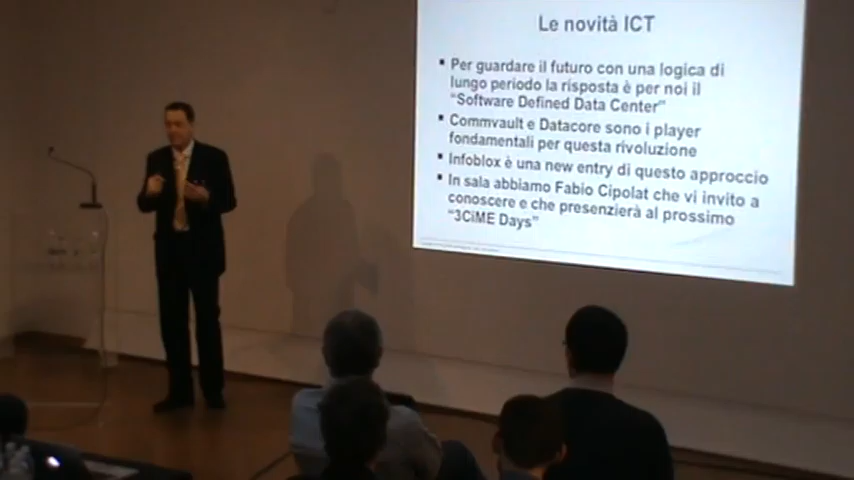 Le novità ICT
▪ Per guardare il futuro con una logica di
lungo periodo la risposta è per noi il
“Software Defined Data Center”
▪ Commvault e Datacore sono i player
fondamentali per questa rivoluzione
▪ Infoblox è una new entry di questo approccio
▪ In sala abbiamo Fabio Cipolat che vi invito a
conoscere e che presenzierà al prossimo
“3CiME Days”